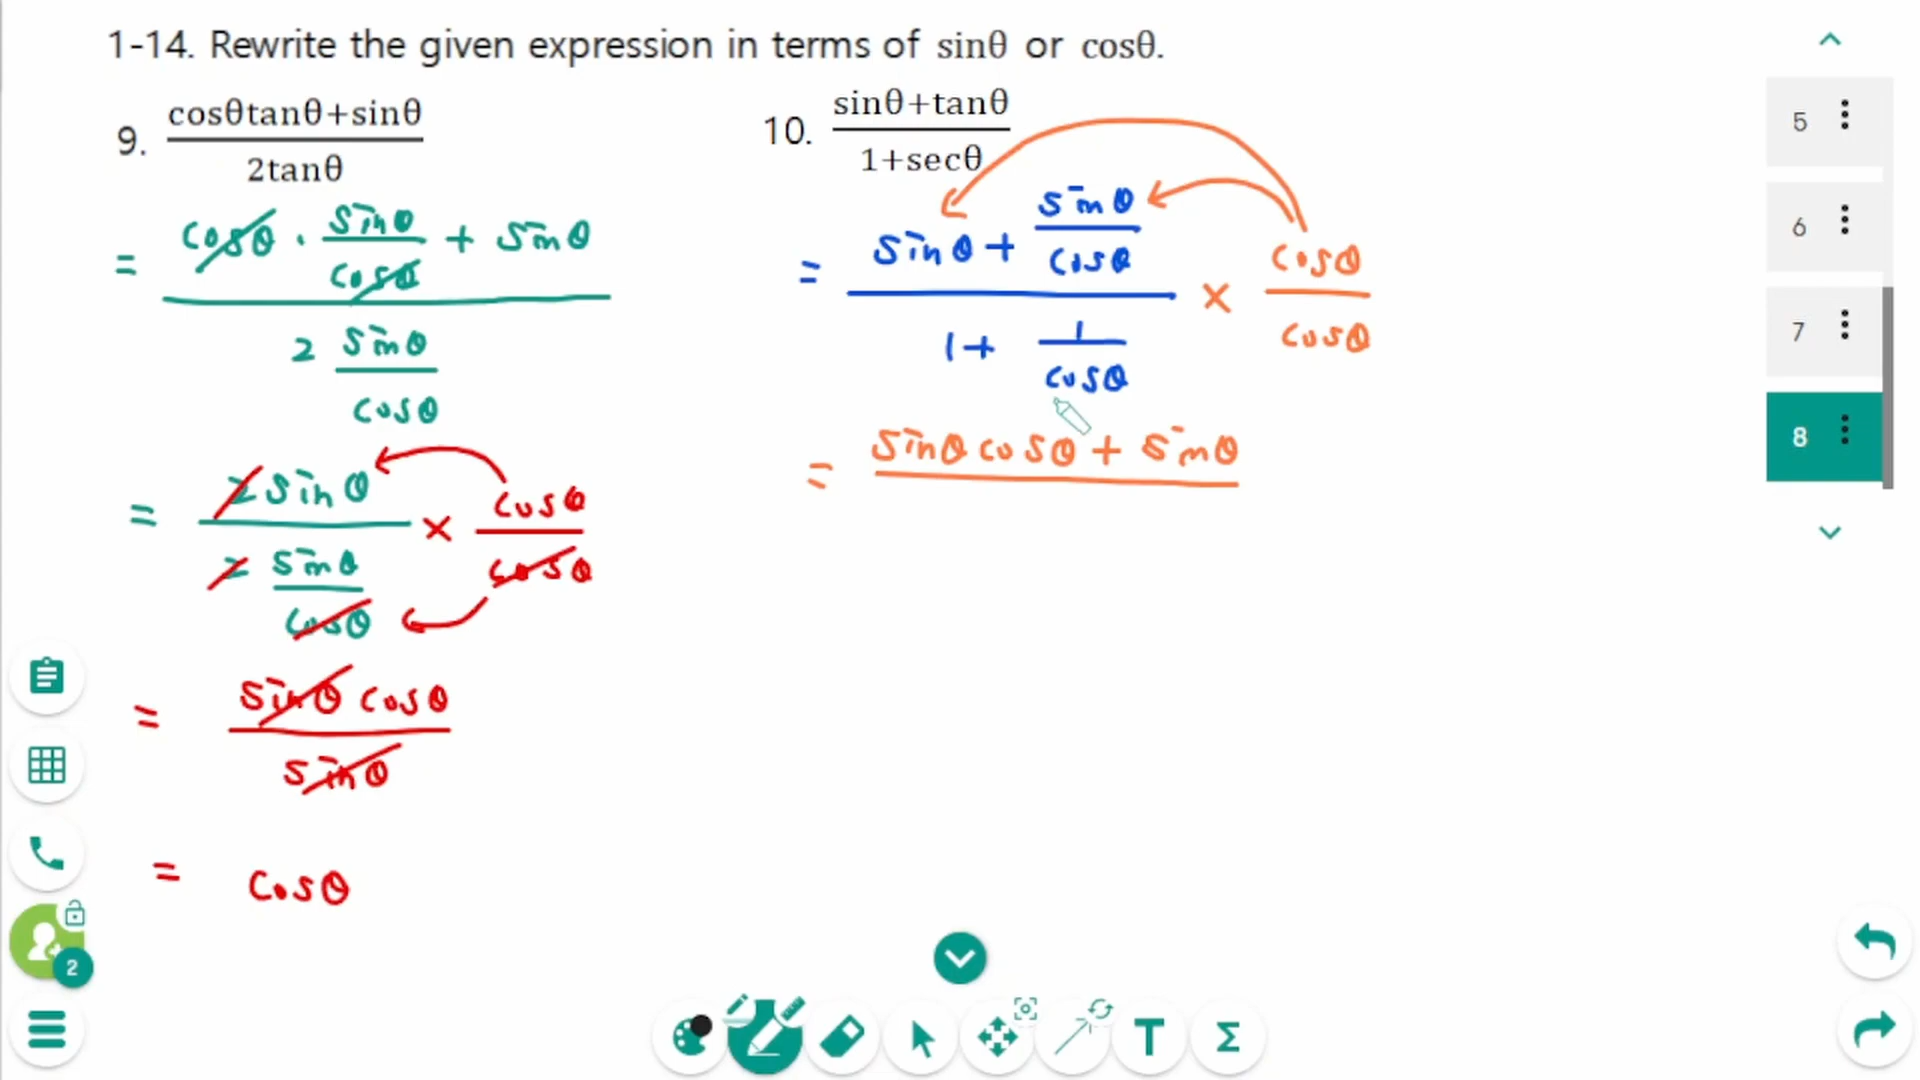 1-14. Rewrite the given expression in terms of sinθ or cosθ.
9. cosθtanθ+sinθ
2tanθ
= cosθ · sinθ/cosθ + sinθ
2 sinθ/cosθ
= 2sinθ × cosθ
2 sinθ/cosθ cosθ
= sinθ cosθ
sinθ
= cosθ
10. sinθ+tanθ
1+secθ
= sinθ + sinθ/cosθ × cosθ
1 + 1/cosθ cosθ
= sinθ cosθ + sinθ
5
6
7
8
2
T
Σ